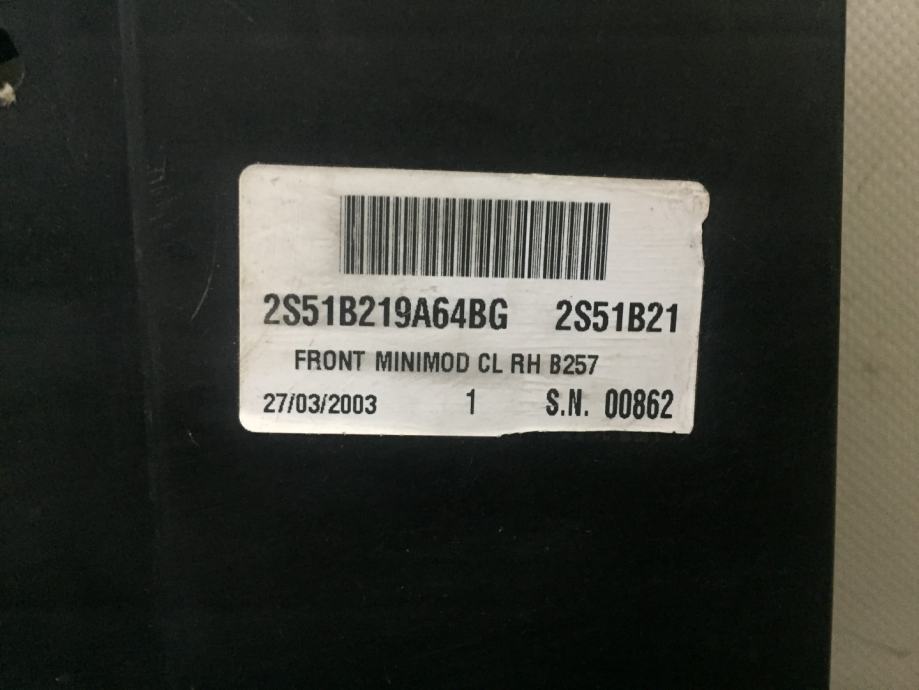 2S51B219A64BG 2S51B21
FRONT MINIMOD CL RH B257
27/03/2003 1 S.N. 00862